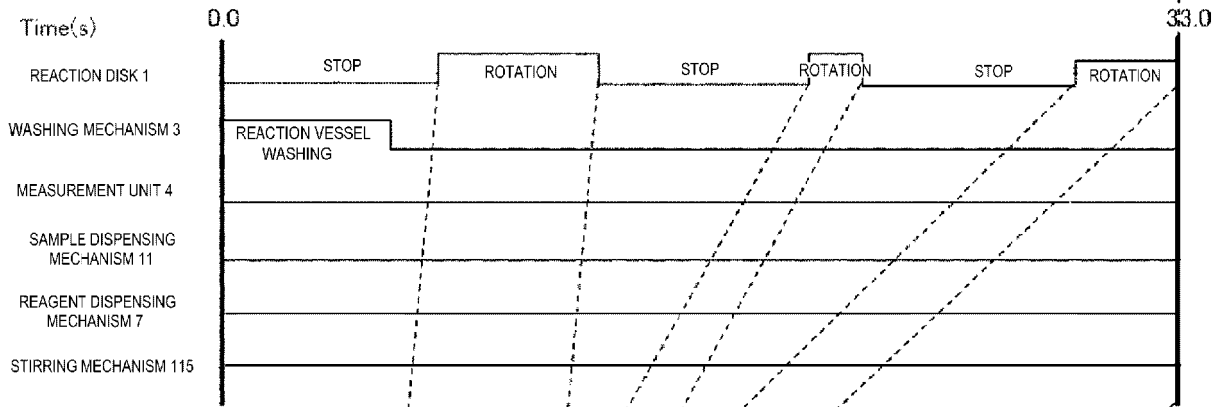 Time(s)
0.0
33.0
REACTION DISK 1
STOP
ROTATION
STOP
ROTATION
STOP
ROTATION
WASHING MECHANISM 3
REACTION VESSEL
WASHING
MEASUREMENT UNIT 4
SAMPLE DISPENSING
MECHANISM 11
REAGENT DISPENSING
MECHANISM 7
STIRRING MECHANISM 115